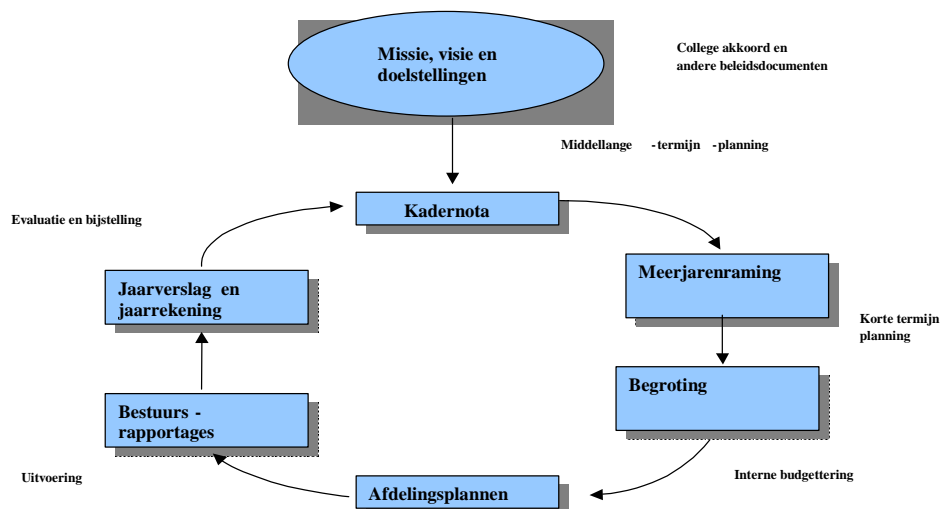 Missie, visie en
doelstellingen
College akkoord en
andere beleidsdocumenten
Middellange -termijn -planning
Kadernota
Evaluatie en bijstelling
Meerjarenraming
Jaarverslag en
jaarrekening
Korte termijn
planning
Begroting
Bestuurs -
rapportages
Uitvoering
Interne budgettering
Afdelingsplannen